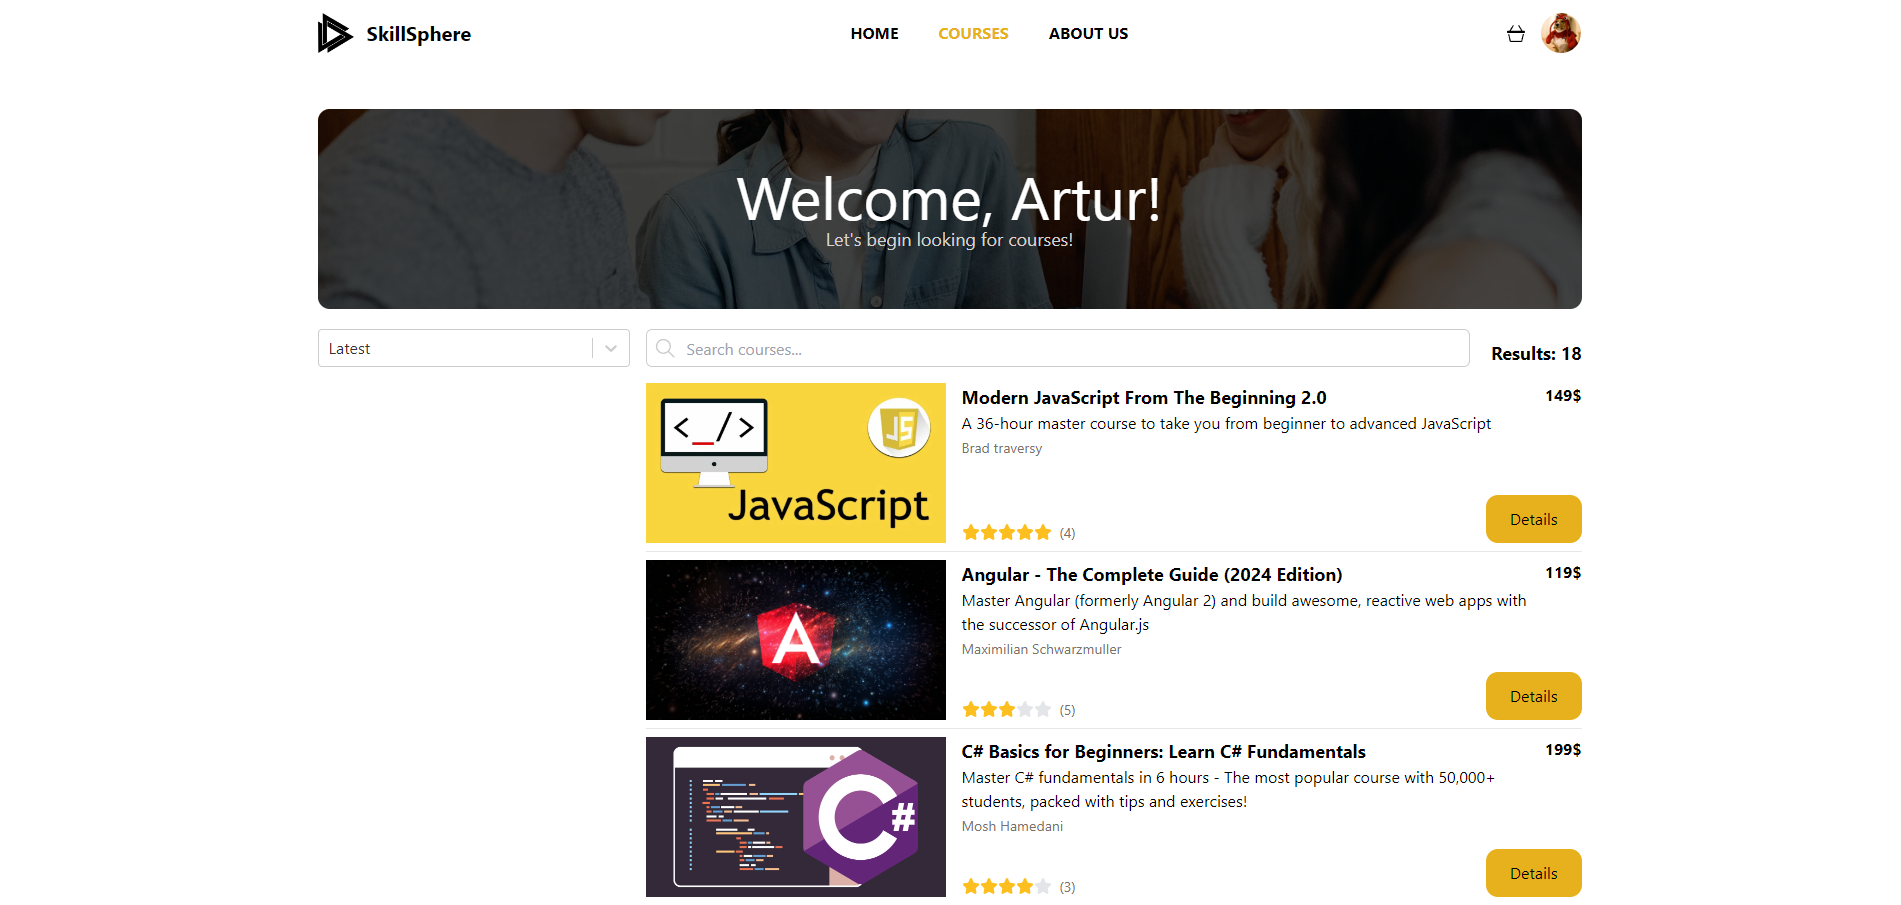 SkillSphere
HOME
COURSES
ABOUT US
Welcome, Artur!
Let's begin looking for courses!
Latest
Search courses...
Results: 18
<_/>
JS
JavaScript
Modern JavaScript From The Beginning 2.0
149$
A 36-hour master course to take you from beginner to advanced JavaScript
Brad traversy
(4)
Details
A
Angular - The Complete Guide (2024 Edition)
119$
Master Angular (formerly Angular 2) and build awesome, reactive web apps with
the successor of Angular.js
Maximilian Schwarzmuller
(5)
Details
C#
C# Basics for Beginners: Learn C# Fundamentals
199$
Master C# fundamentals in 6 hours - The most popular course with 50,000+
students, packed with tips and exercises!
Mosh Hamedani
(3)
Details